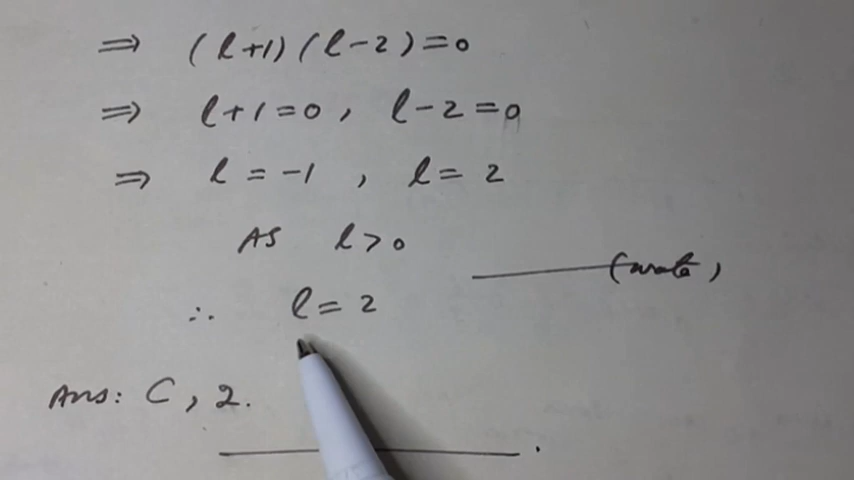 ⇒ (l+1)(l-2)=0
⇒ l+1=0, l-2=0
⇒ l = -1, l = 2
As l>0
∴ l = 2
Ans: C, 2.